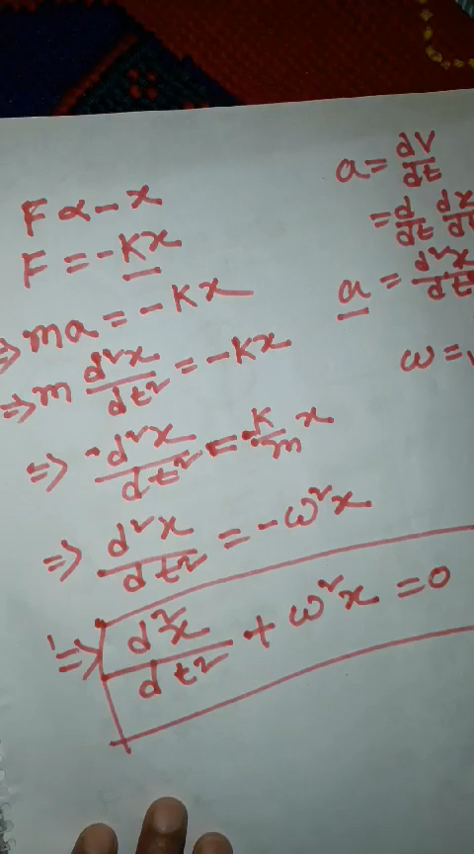 F α - x
F = - Kx
⇒ ma = - Kx
⇒ m d²x/dt² = - Kx
⇒ - d²x/dt² = - K/m x
⇒ d²x/dt² = - ω²x
⇒ d²x/dt² + ω²x = 0
a = dV/dt
= d/dt dx/dt
a = d²x/dt²
ω =